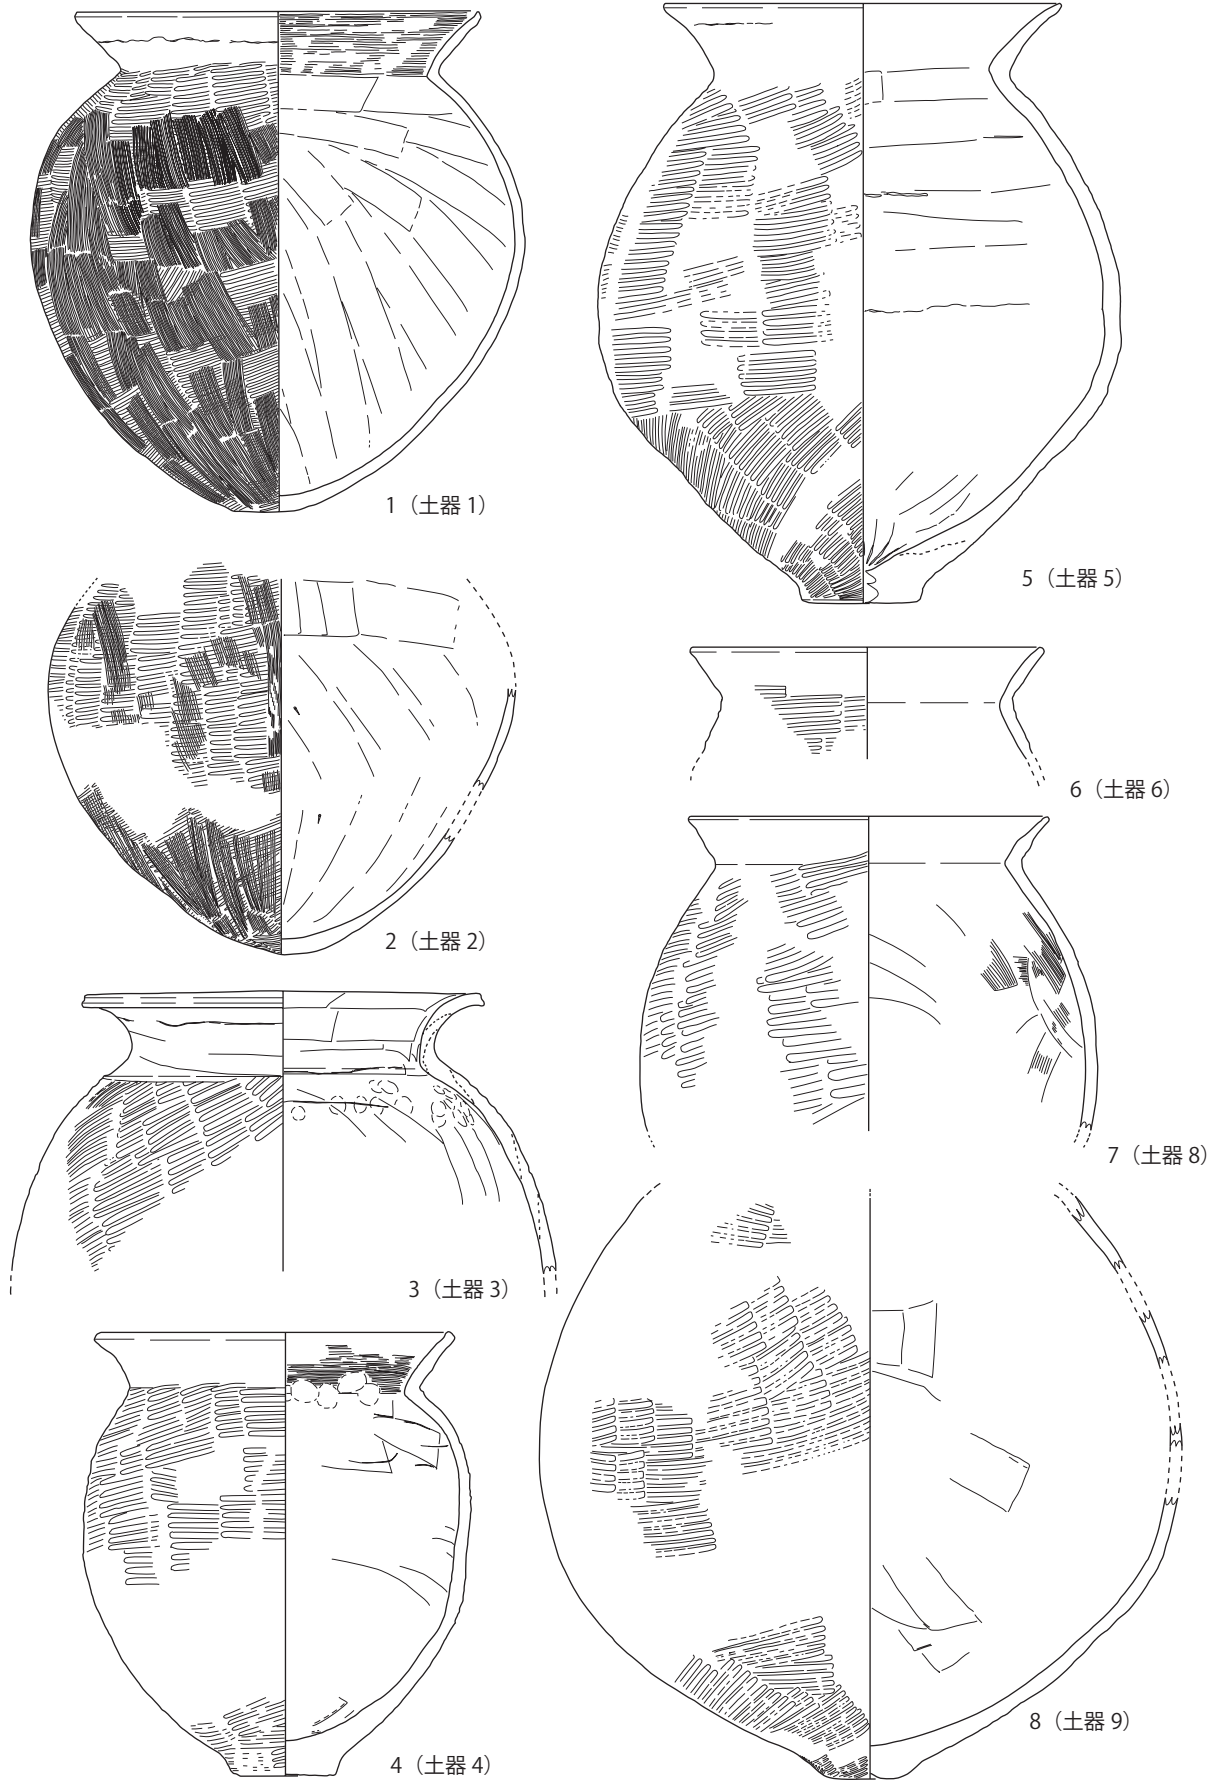 1（土器 1）
2（土器 2）
3（土器 3）
4（土器 4）
5（土器 5）
6（土器 6）
7（土器 8）
8（土器 9）